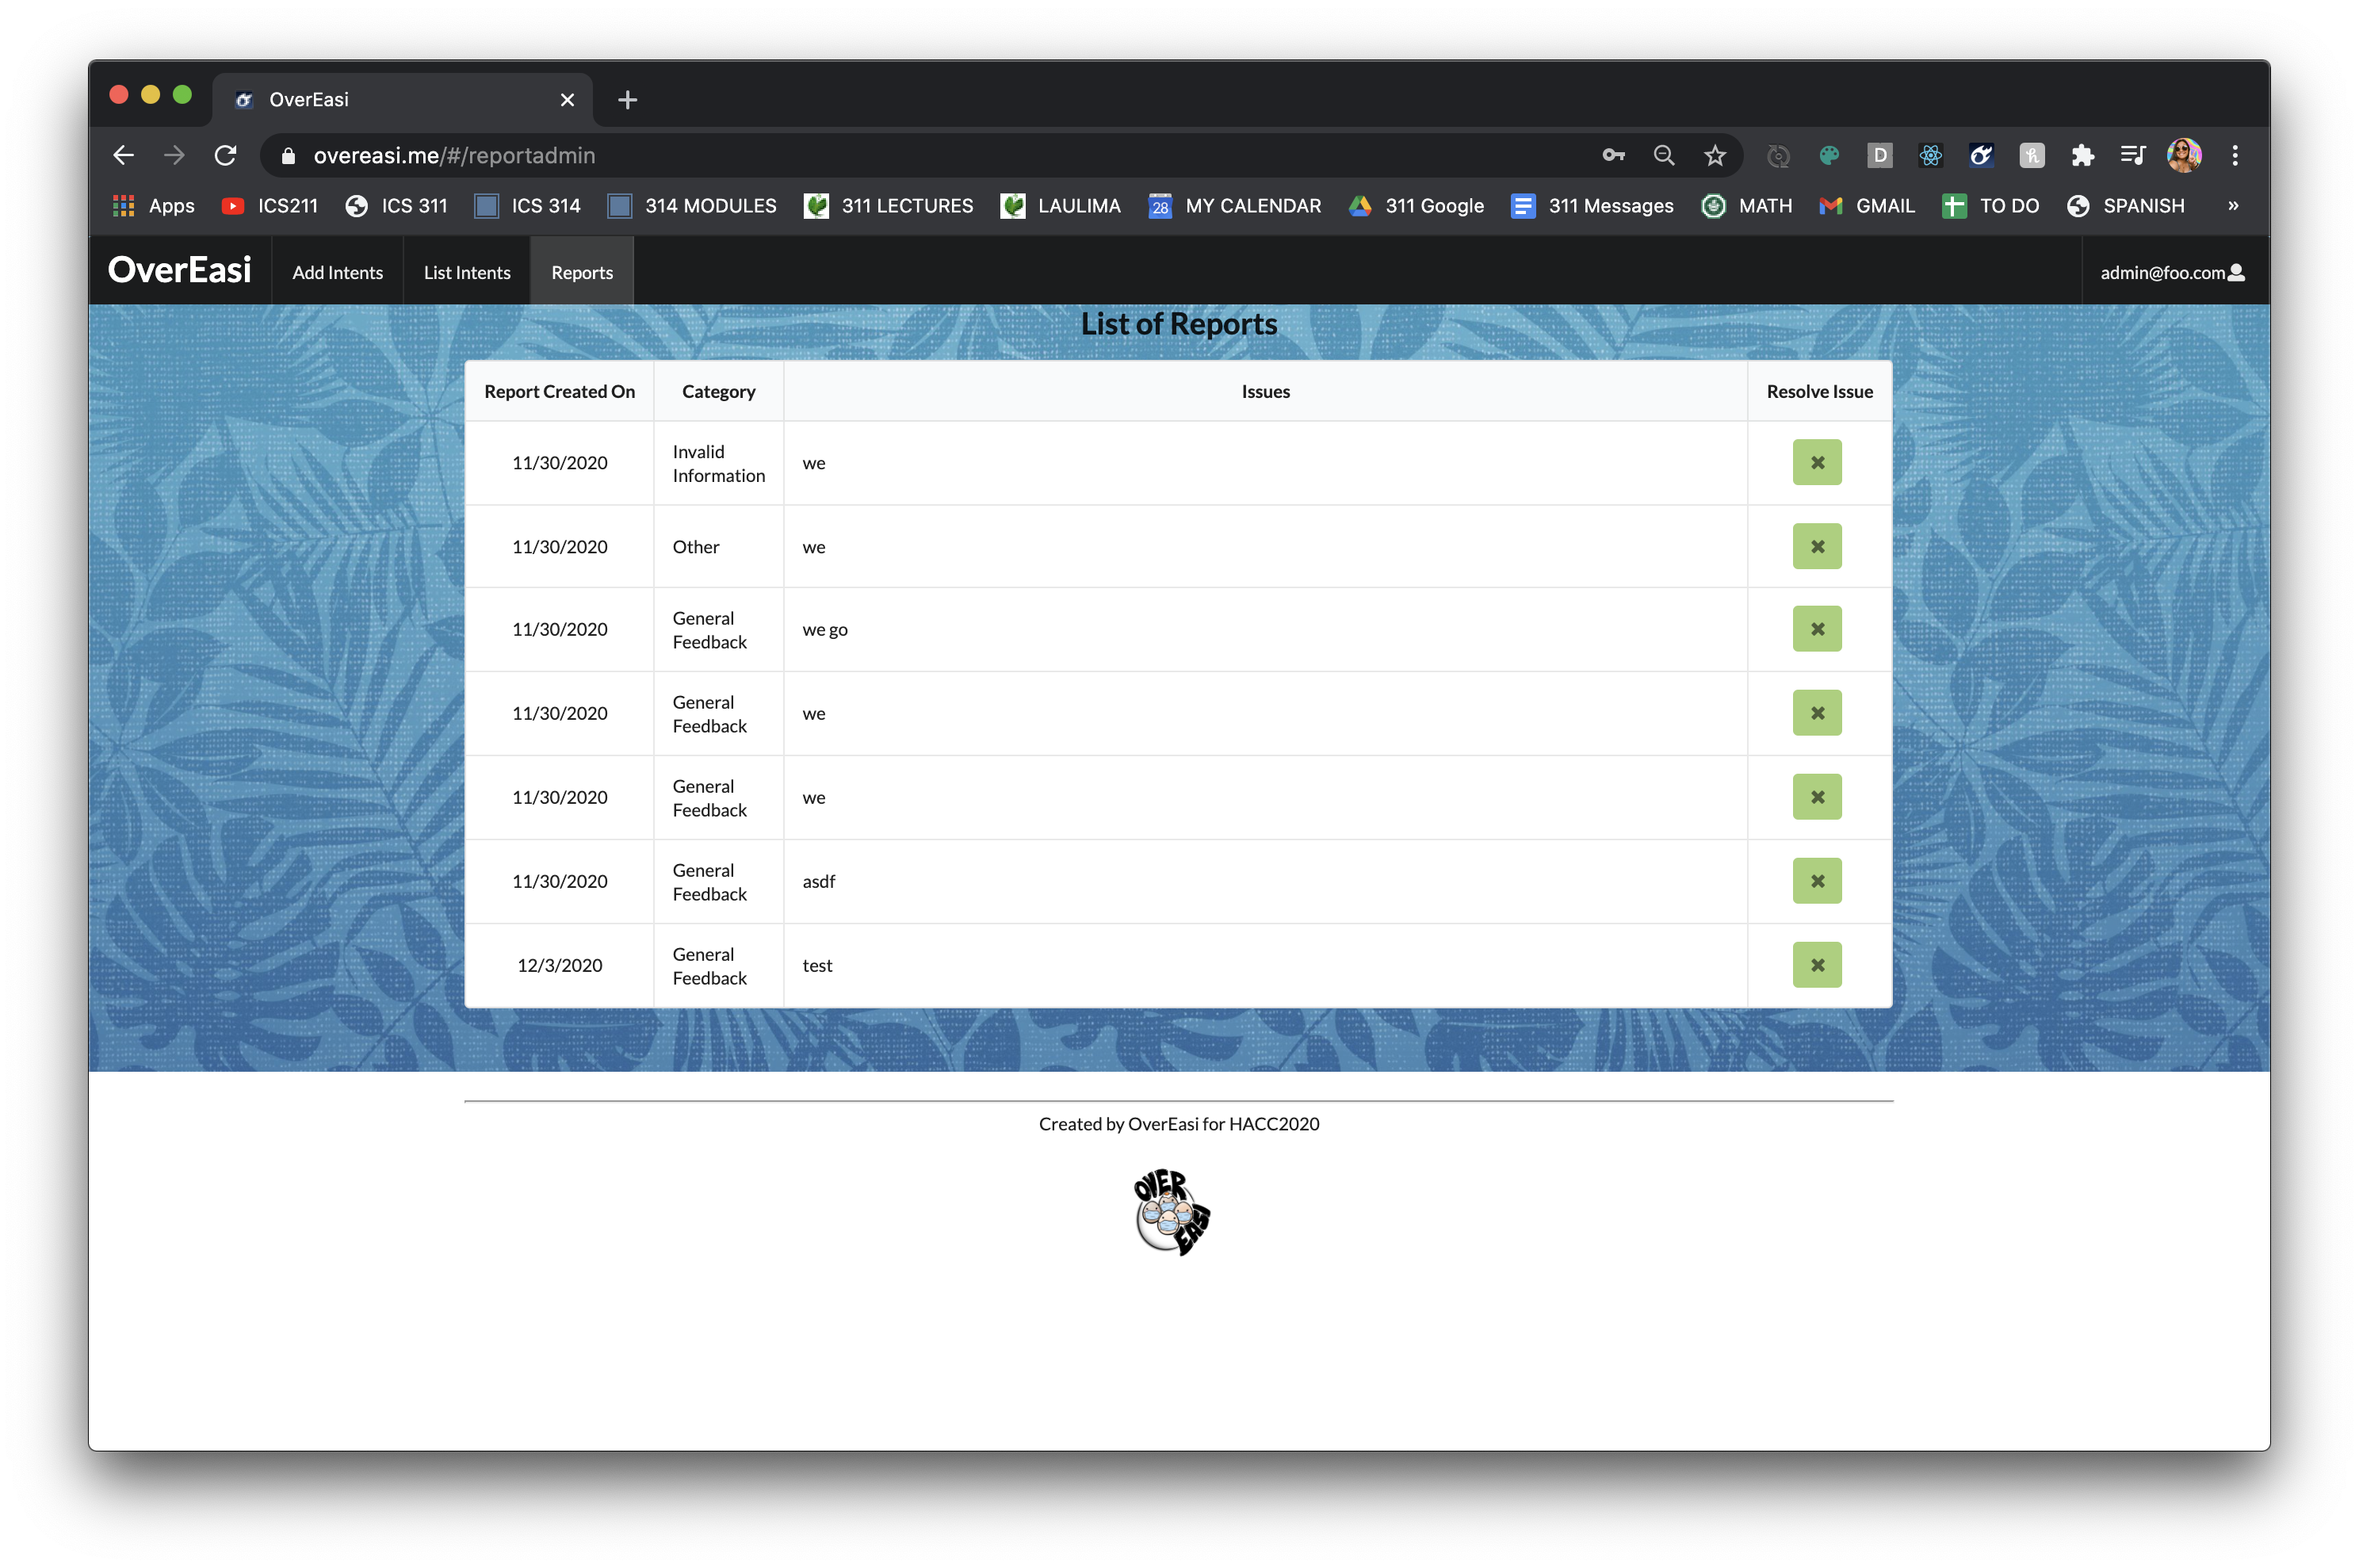 OverEasi
overeasi.me/#/reportadmin
D
Apps ICS211 ICS 311 ICS 314 314 MODULES 311 LECTURES LAULIMA 28 MY CALENDAR 311 Google 311 Messages MATH GMAIL TO DO SPANISH »
OverEasi Add Intents List Intents Reports admin@foo.com
List of Reports
Report Created On Category Issues Resolve Issue
11/30/2020 Invalid Information we
11/30/2020 Other we
11/30/2020 General Feedback we go
11/30/2020 General Feedback we
11/30/2020 General Feedback we
11/30/2020 General Feedback asdf
12/3/2020 General Feedback test
Created by OverEasi for HACC2020
OVER
EASI